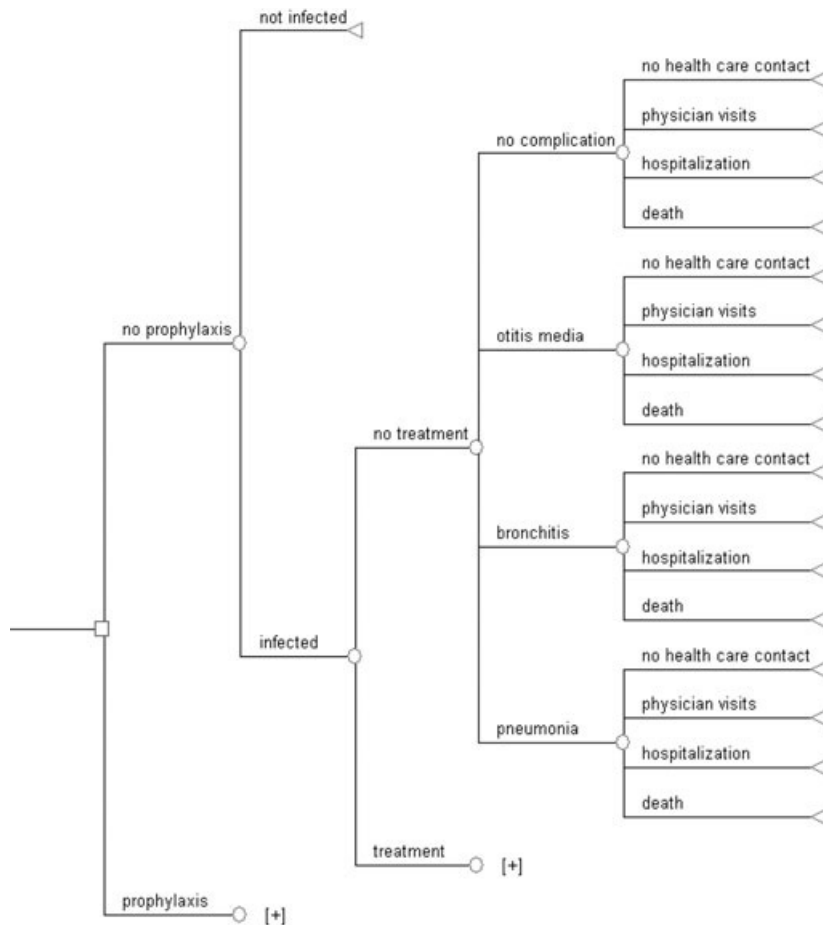 not infected
no health care contact
physician visits
no complication
hospitalization
death
no health care contact
physician visits
no prophylaxis
otitis media
hospitalization
death
no treatment
no health care contact
physician visits
bronchitis
hospitalization
death
infected
no health care contact
physician visits
pneumonia
hospitalization
death
treatment [+]
prophylaxis [+]